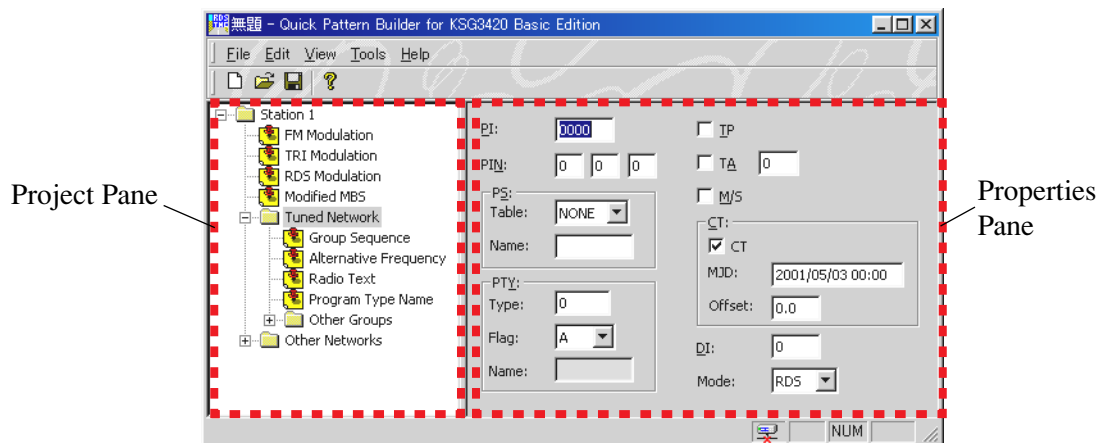 RDS
TMC
無題 - Quick Pattern Builder for KSG3420 Basic Edition
File Edit View Tools Help
Project Pane
Station 1
FM Modulation
TRI Modulation
RDS Modulation
Modified MBS
Tuned Network
Group Sequence
Alternative Frequency
Radio Text
Program Type Name
Other Groups
Other Networks
PI: 0000
PIN: 0 0 0
PS:
Table: NONE
Name:
PTY:
Type: 0
Flag: A
Name:
TP
TA 0
M/S
CT:
CT
MJD: 2001/05/03 00:00
Offset: 0.0
DI: 0
Mode: RDS
Properties
Pane
NUM